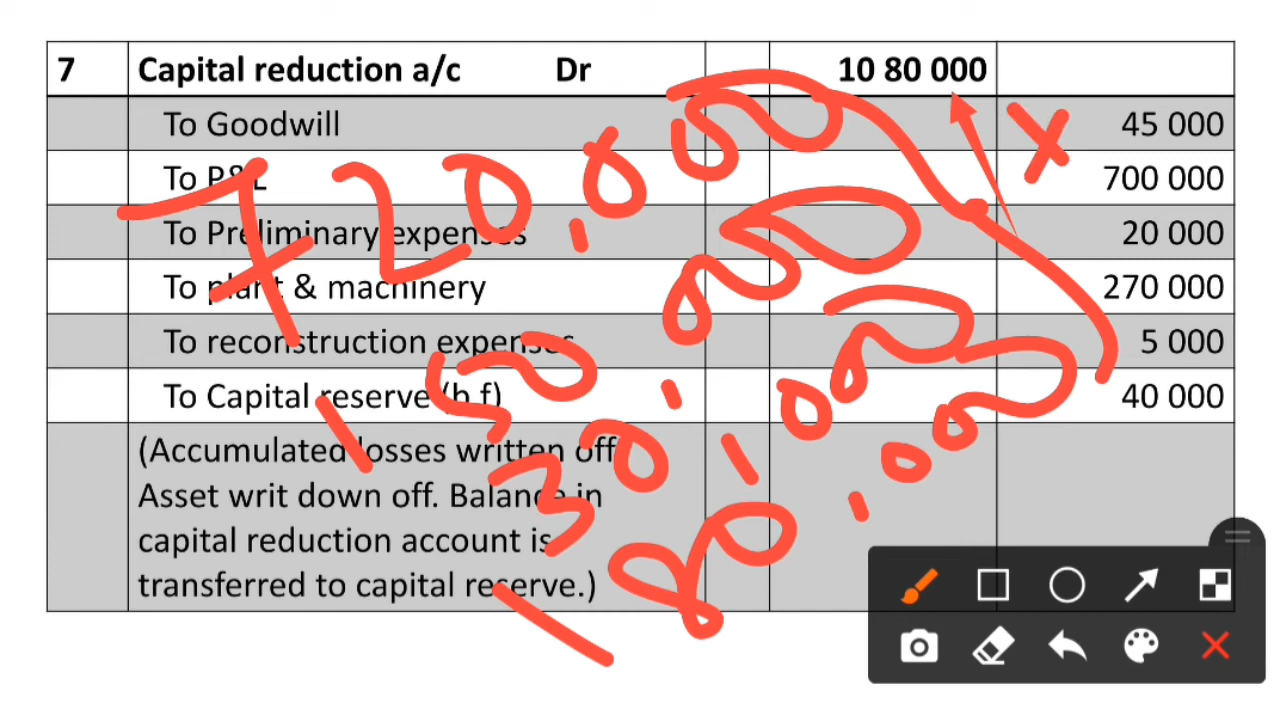 7 Capital reduction a/c Dr 10 80 000
To Goodwill 45 000
To P&L 700 000
To Preliminary expenses 20 000
To plant & machinery 270 000
To reconstruction expenses 5 000
To Capital reserve (b f) 40 000
(Accumulated losses written off
Asset writ down off. Balance in
capital reduction account is
transferred to capital reserve.)
720,000
150,000
30,000
180,000